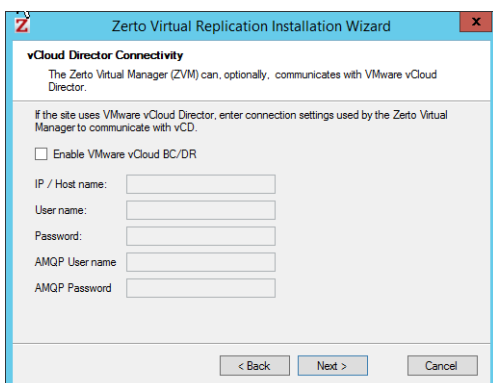 Z
Zerto Virtual Replication Installation Wizard
x
vCloud Director Connectivity
The Zerto Virtual Manager (ZVM) can, optionally, communicates with VMware vCloud
Director.
If the site uses VMware vCloud Director, enter connection settings used by the Zerto Virtual
Manager to communicate with vCD.
Enable VMware vCloud BC/DR
IP / Host name:
User name:
Password:
AMQP User name
AMQP Password
< Back Next > Cancel